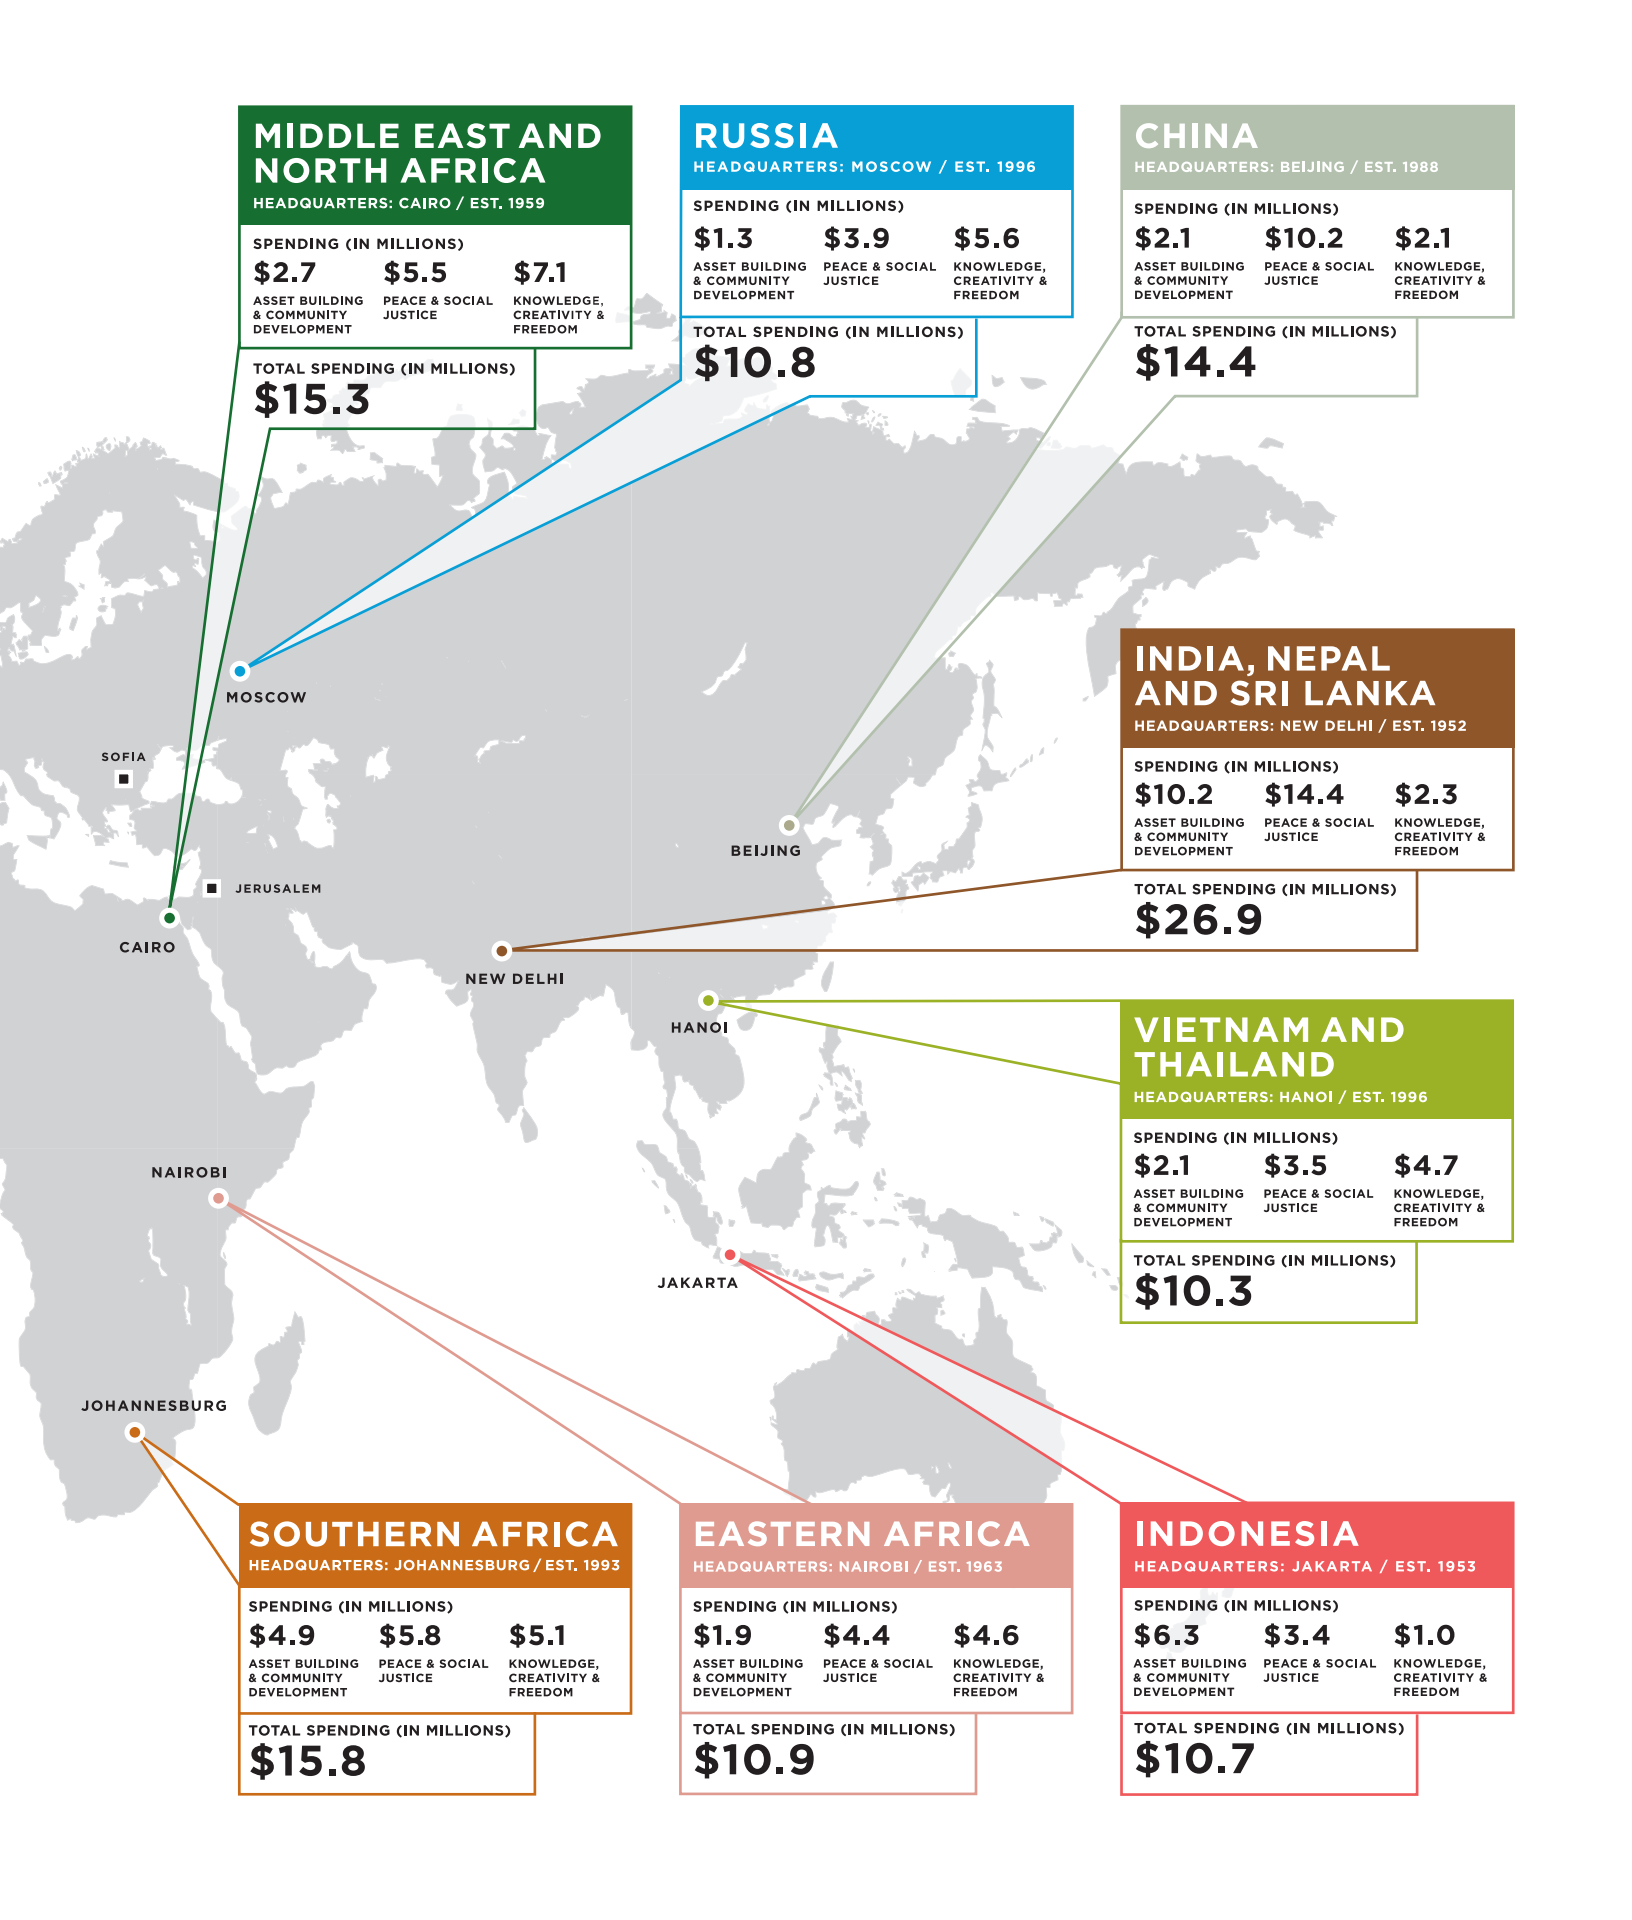 MIDDLE EAST AND
NORTH AFRICA
HEADQUARTERS: CAIRO / EST. 1959
SPENDING (IN MILLIONS)
$2.7 $5.5 $7.1
ASSET BUILDING PEACE & SOCIAL KNOWLEDGE,
& COMMUNITY JUSTICE CREATIVITY &
DEVELOPMENT FREEDOM
TOTAL SPENDING (IN MILLIONS)
$15.3
RUSSIA
HEADQUARTERS: MOSCOW / EST. 1996
SPENDING (IN MILLIONS)
$1.3 $3.9 $5.6
ASSET BUILDING PEACE & SOCIAL KNOWLEDGE,
& COMMUNITY JUSTICE CREATIVITY &
DEVELOPMENT FREEDOM
TOTAL SPENDING (IN MILLIONS)
$10.8
CHINA
HEADQUARTERS: BEIJING / EST. 1988
SPENDING (IN MILLIONS)
$2.1 $10.2 $2.1
ASSET BUILDING PEACE & SOCIAL KNOWLEDGE,
& COMMUNITY JUSTICE CREATIVITY &
DEVELOPMENT FREEDOM
TOTAL SPENDING (IN MILLIONS)
$14.4
MOSCOW
SOFIA
BEIJING
JERUSALEM
CAIRO
NEW DELHI
HANOI
NAIROBI
JAKARTA
JOHANNESBURG
INDIA, NEPAL
AND SRI LANKA
HEADQUARTERS: NEW DELHI / EST. 1952
SPENDING (IN MILLIONS)
$10.2 $14.4 $2.3
ASSET BUILDING PEACE & SOCIAL KNOWLEDGE,
& COMMUNITY JUSTICE CREATIVITY &
DEVELOPMENT FREEDOM
TOTAL SPENDING (IN MILLIONS)
$26.9
VIETNAM AND
THAILAND
HEADQUARTERS: HANOI / EST. 1996
SPENDING (IN MILLIONS)
$2.1 $3.5 $4.7
ASSET BUILDING PEACE & SOCIAL KNOWLEDGE,
& COMMUNITY JUSTICE CREATIVITY &
DEVELOPMENT FREEDOM
TOTAL SPENDING (IN MILLIONS)
$10.3
SOUTHERN AFRICA
HEADQUARTERS: JOHANNESBURG / EST. 1993
SPENDING (IN MILLIONS)
$4.9 $5.8 $5.1
ASSET BUILDING PEACE & SOCIAL KNOWLEDGE,
& COMMUNITY JUSTICE CREATIVITY &
DEVELOPMENT FREEDOM
TOTAL SPENDING (IN MILLIONS)
$15.8
EASTERN AFRICA
HEADQUARTERS: NAIROBI / EST. 1963
SPENDING (IN MILLIONS)
$1.9 $4.4 $4.6
ASSET BUILDING PEACE & SOCIAL KNOWLEDGE,
& COMMUNITY JUSTICE CREATIVITY &
DEVELOPMENT FREEDOM
TOTAL SPENDING (IN MILLIONS)
$10.9
INDONESIA
HEADQUARTERS: JAKARTA / EST. 1953
SPENDING (IN MILLIONS)
$6.3 $3.4 $1.0
ASSET BUILDING PEACE & SOCIAL KNOWLEDGE,
& COMMUNITY JUSTICE CREATIVITY &
DEVELOPMENT FREEDOM
TOTAL SPENDING (IN MILLIONS)
$10.7